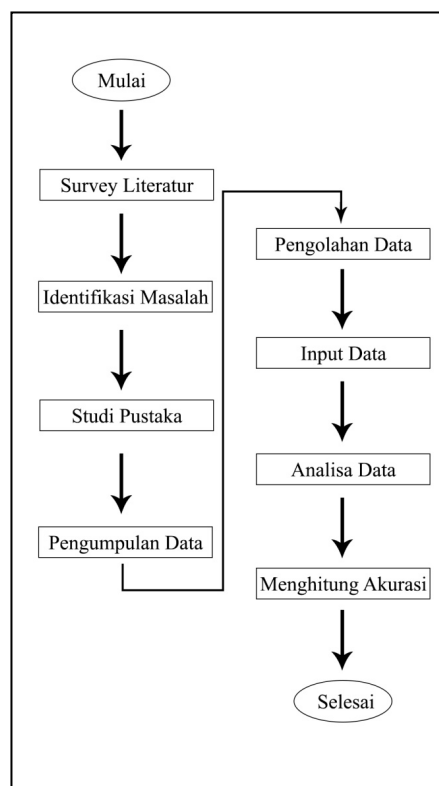 Mulai
Survey Literatur
Identifikasi Masalah
Studi Pustaka
Pengumpulan Data
Pengolahan Data
Input Data
Analisa Data
Menghitung Akurasi
Selesai